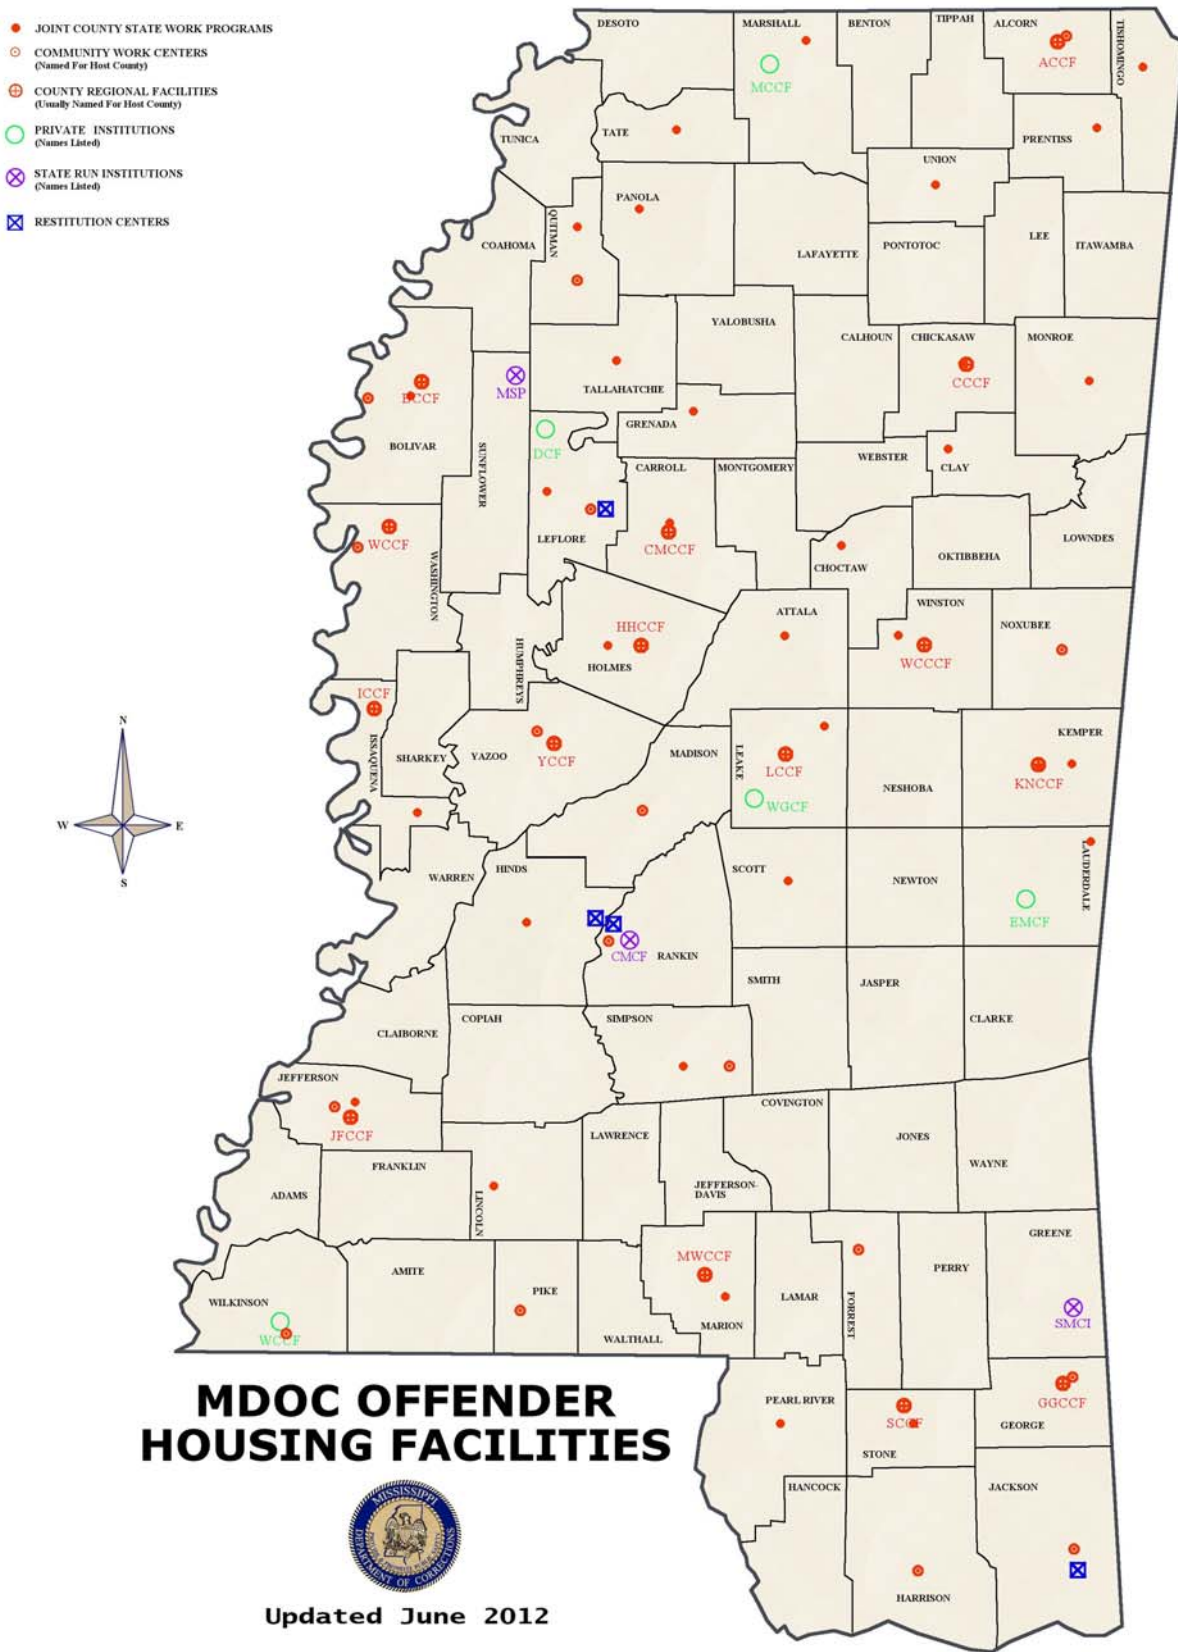 JOINT COUNTY STATE WORK PROGRAMS
COMMUNITY WORK CENTERS
(Named For Host County)
COUNTY REGIONAL FACILITIES
(Usually Named For Host County)
PRIVATE INSTITUTIONS
(Names Listed)
STATE RUN INSTITUTIONS
(Names Listed)
RESTITUTION CENTERS
DESOTO
MARSHALL
BENTON
TIPPAH
ALCORN
TISHOMINGO
MCCF
ACCF
TUNICA
TATE
PRENTISS
UNION
PANOLA
QUITMAN
COAHOMA
LAFAYETTE
PONTOTOC
LEE
ITAWAMBA
YALOBUSHA
CALHOUN
CHICKASAW
MONROE
CCCF
TALLAHATCHIE
MSP
BCCF
BOLIVAR
SUNFLOWER
GRENADA
DCF
CARROLL
MONTGOMERY
WEBSTER
CLAY
LEFLORE
CMCCF
WCCF
WASHINGTON
CHOCTAW
OKTIBBEHA
LOWNDES
ATTALA
WINSTON
NOXUBEE
HHCCF
HOLMES
HUMPHREYS
WCCCF
ICCF
ISSAQUENA
SHARKEY
YAZOO
YCCF
MADISON
LEAKE
LCCF
WGCF
NESHOBA
KEMPER
KNCCF
N
W
E
S
WARREN
HINDS
SCOTT
NEWTON
LAUDERDALE
EMCF
CMCF
RANKIN
SMITH
JASPER
CLARKE
CLAIBORNE
COPIAH
SIMPSON
JEFFERSON
JFCCF
COVINGTON
JONES
WAYNE
LAWRENCE
JEFFERSON-
DAVIS
ADAMS
FRANKLIN
LINCOLN
GREENE
MWCCF
MARION
LAMAR
FORREST
PERRY
SMCI
AMITE
PIKE
WALTHALL
WILKINSON
WCCF
PEARL RIVER
SCCF
STONE
GGCCF
GEORGE
HANCOCK
JACKSON
HARRISON
MDOC OFFENDER
HOUSING FACILITIES
MISSISSIPPI
DEPARTMENT OF CORRECTIONS
Updated June 2012